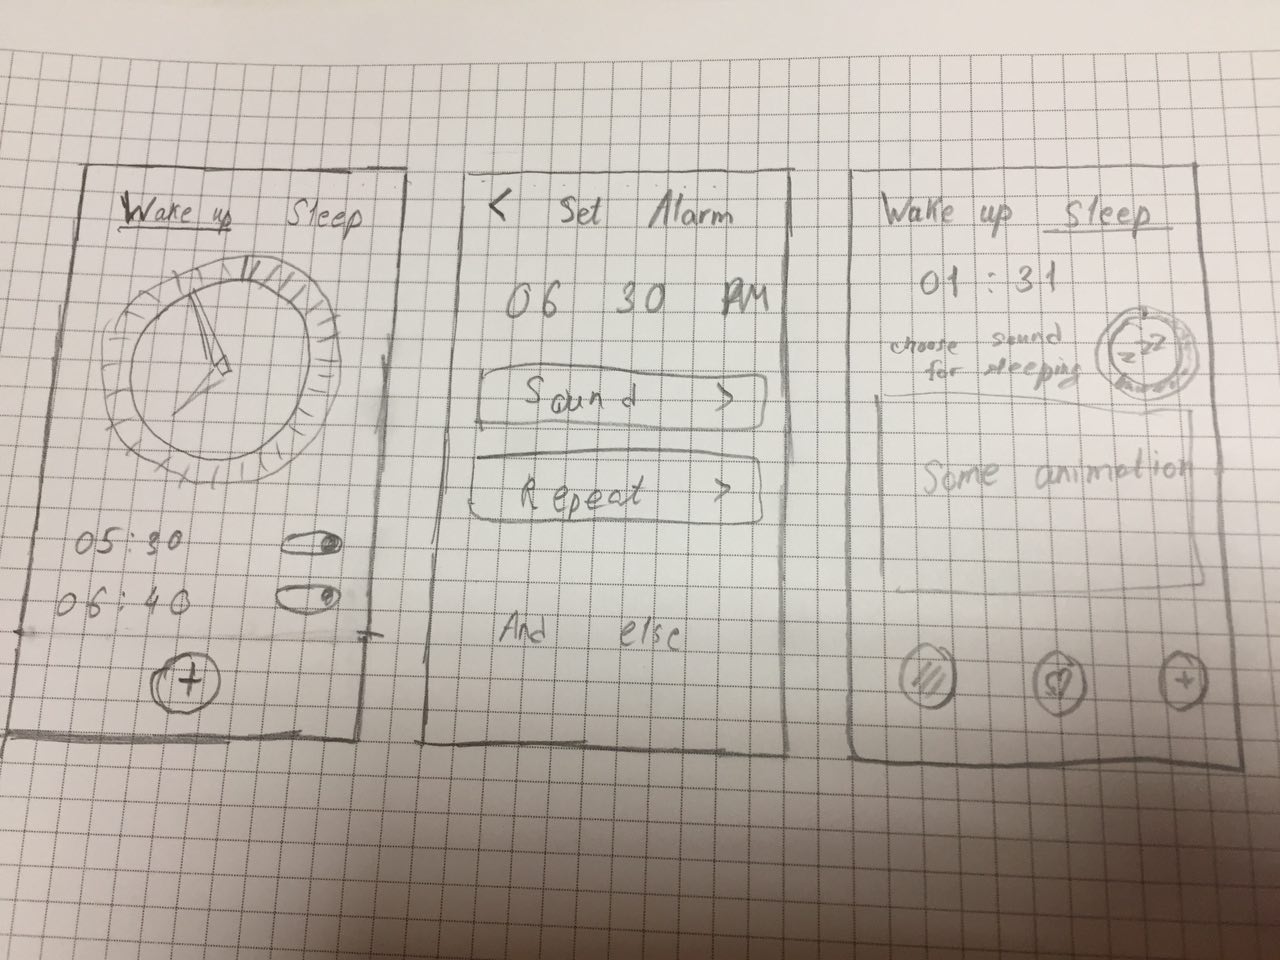 Wake up Sleep
05:30
06:40
+
< Set Alarm
06 30 PM
Sound >
Repeat >
And else
Wake up Sleep
01:31
choose sound
for sleeping
zzz
Some animation
+